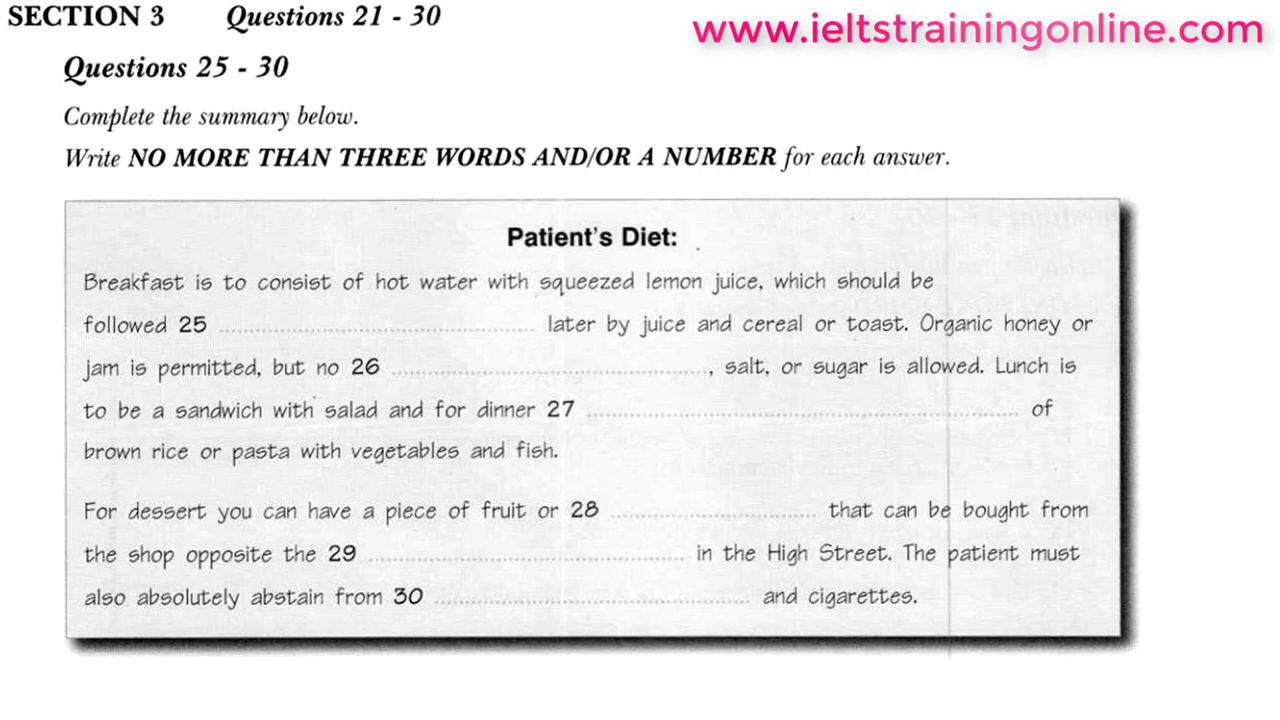 SECTION 3 Questions 21 - 30
www.ieltstrainingonline.com
Questions 25 - 30
Complete the summary below.
Write NO MORE THAN THREE WORDS AND/OR A NUMBER for each answer.
Patient's Diet:
Breakfast is to consist of hot water with squeezed lemon juice, which should be
followed 25 ........................................ later by juice and cereal or toast. Organic honey or
jam is permitted, but no 26 ........................................, salt, or sugar is allowed. Lunch is
to be a sandwich with salad and for dinner 27 ........................................ of
brown rice or pasta with vegetables and fish.
For dessert you can have a piece of fruit or 28 .............................. that can be bought from
the shop opposite the 29 ........................................ in the High Street. The patient must
also absolutely abstain from 30 ........................................ and cigarettes.